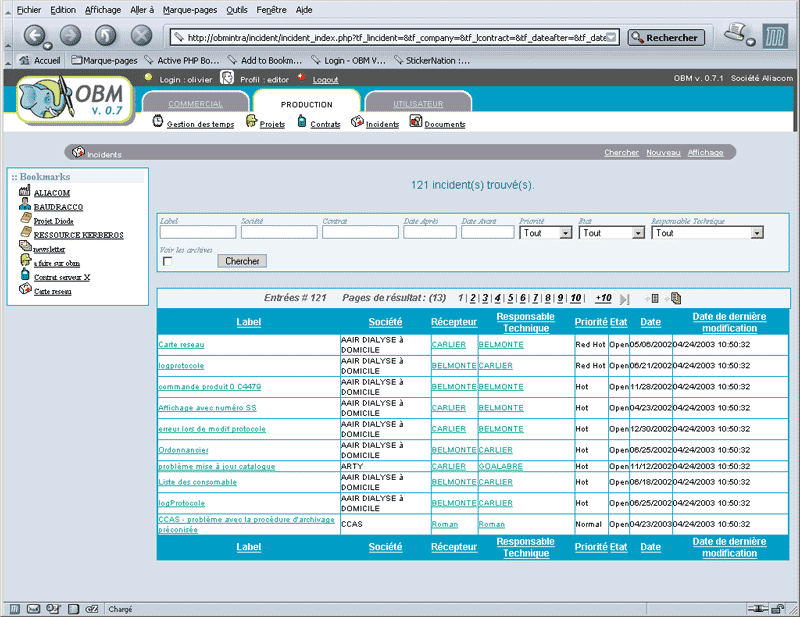 Fichier Edition Affichage Aller à Marque-pages Outils Fenêtre Aide
http://obmintra/incident/incident_index.php?tf_lincident=&tf_company=&tf_lcontract=&tf_dateafter=&tf_date
Rechercher
Accueil Marque-pages Active PHP Bo... Add to Bookm... Login - OBM V... StickerNation :...
Login : olivier Profil : editor Logout OBM v. 0.7.1 Société Aliacom
OBM
v. 0.7
COMMERCIAL PRODUCTION UTILISATEUR
Gestion des temps Projets Contrats Incidents Documents
Incidents Chercher Nouveau Affichage
:: Bookmarks
ALIACOM
BAUDRACCO
Projet Diode
RESSOURCE KERBEROS
newsletter
a faire sur obm
Contrat serveur X
Carte reseau
121 incident(s) trouvé(s).
Label Société Contrat Date Après Date Avant Priorité Etat Responsable Technique
Tout Tout Tout
Voir les archives
Chercher
Entrées # 121 Pages de résultat : (13) 1 | 2 | 3 | 4 | 5 | 6 | 7 | 8 | 9 | 10 | +10
Label Société Récepteur Responsable Technique Priorité Etat Date Date de dernière modification
Carte reseau AAIR DIALYSE à DOMICILE CARLIER BELMONTE Red Hot Open 05/06/2002 04/24/2003 10:50:32
logprotocole AAIR DIALYSE à DOMICILE BELMONTE CARLIER Red Hot Open 06/21/2002 04/24/2003 10:50:32
commande produit 0 C4479 AAIR DIALYSE à DOMICILE BELMONTE BELMONTE Hot Open 11/28/2002 04/24/2003 10:50:32
Affichage avec numéro SS AAIR DIALYSE à DOMICILE CARLIER BELMONTE Hot Open 04/23/2002 04/24/2003 10:50:32
erreur lors de modif protocole AAIR DIALYSE à DOMICILE CARLIER BELMONTE Hot Open 12/30/2002 04/24/2003 10:50:32
Ordonnancier AAIR DIALYSE à DOMICILE BELMONTE CARLIER Hot Open 06/25/2002 04/24/2003 10:50:32
problème mise à jour catalogue ARTY CARLIER GOALABRE Hot Open 11/12/2002 04/24/2003 10:50:32
Liste des consomable AAIR DIALYSE à DOMICILE BELMONTE CARLIER Hot Open 06/18/2002 04/24/2003 10:50:32
logProtocole AAIR DIALYSE à DOMICILE BELMONTE CARLIER Hot Open 06/25/2002 04/24/2003 10:50:32
CCAS - problème avec la procédure d'archivage préconisée CCAS Roman Roman Normal Open 04/23/2003 04/24/2003 10:50:32
Label Société Récepteur Responsable Technique Priorité Etat Date Date de dernière modification
Chargé